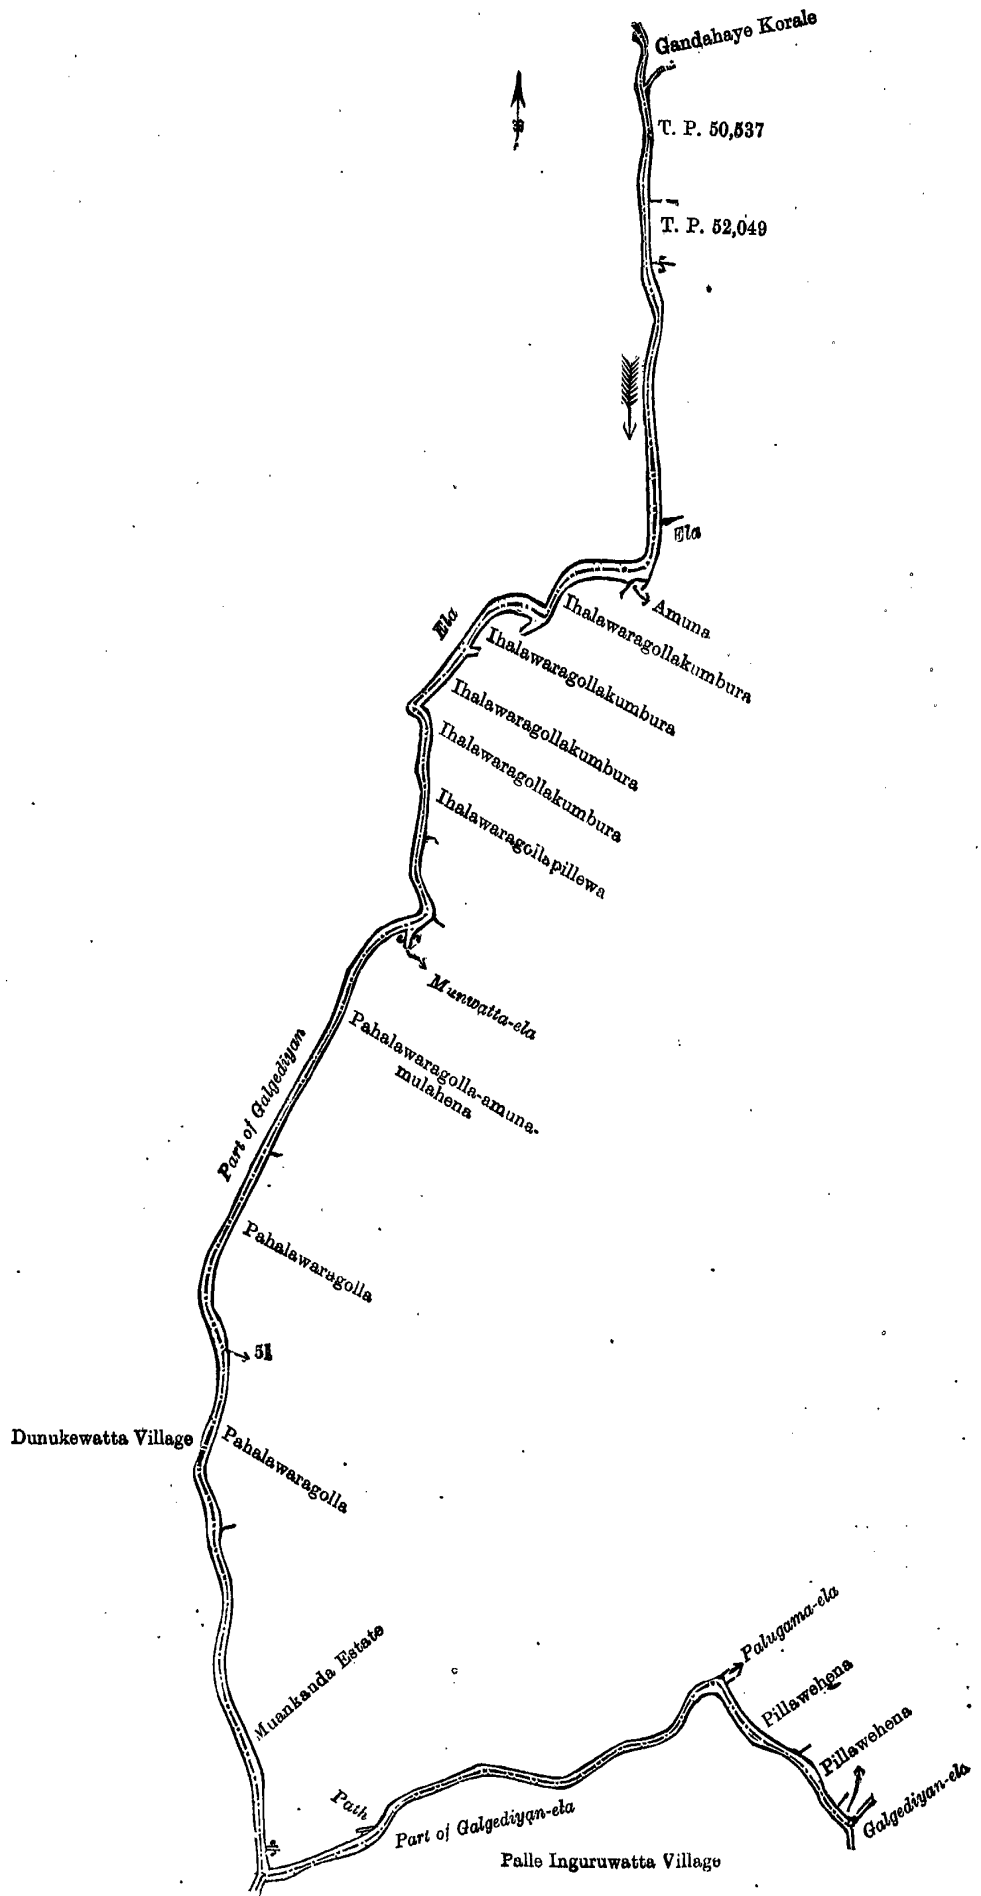 Gandahaye Korale
T. P. 50,537
T. P. 52,049
Ela
Amuna
Ihalawaragollakumbura
Ela
Ihalawaragollakumbura
Ihalawaragollakumbura
Ihalawaragollakumbura
Ihalawaragollapillewa
Munwatta-ela
Pahalawaragolla-amuna-
mulahena
Part of Galgediyan
Pahalawaragolla
51
Dunukewatta Village
Pahalawaragolla
Muankanda Estate
Palugama-ela
Pillawehena
Pillawehena
Galgediyan-ela
Path
Part of Galgediyan-ela
Palle Inguruwatta Village